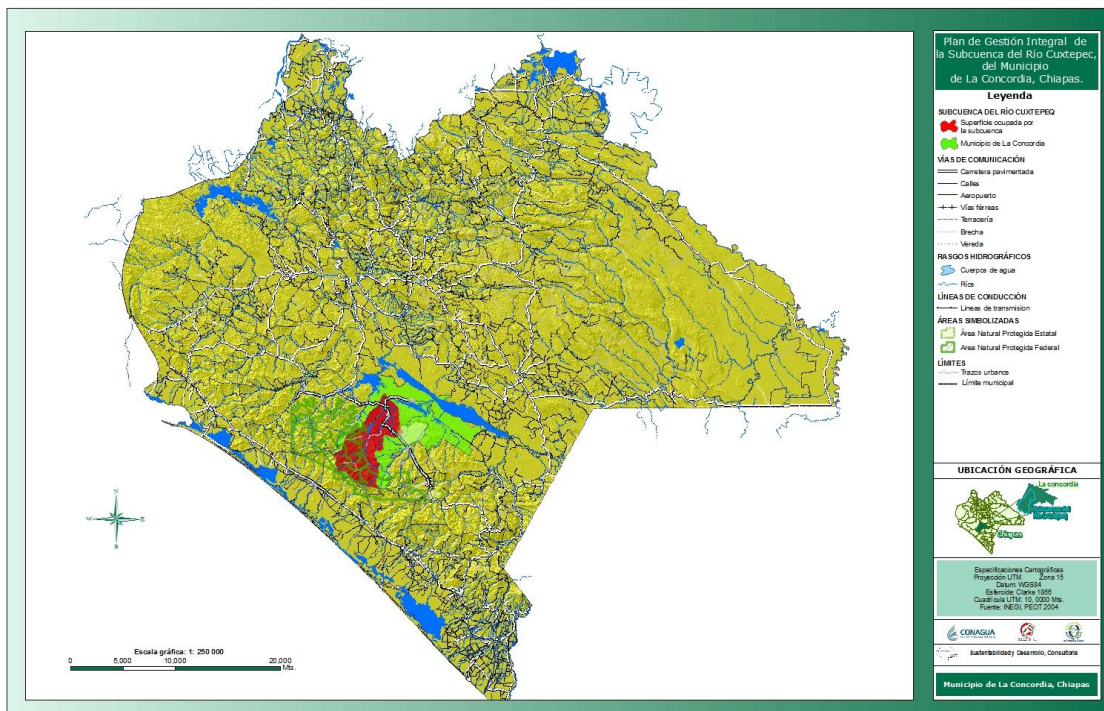 Plan de Gestión Integral de
la Subcuenca del Río Cuxtepec,
del Municipio
de La Concordia, Chiapas.
Leyenda
SUBCUENCA DEL RÍO CUXTEPEQ
Superficie ocupada por
la subcuenca
Municipio de La Concordia
VÍAS DE COMUNICACIÓN
Carretera pavimentada
Calles
Aeropuerto
Vías férreas
Terracería
Brecha
Vereda
RASGOS HIDROGRÁFICOS
Cuerpos de agua
Ríos
LÍNEAS DE CONDUCCIÓN
Lineas de transmision
ÁREAS SIMBOLIZADAS
Área Natural Protegida Estatal
Area Natural Protegida Federal
LÍMITES
Trazos urbanos
Límite municipal
UBICACIÓN GEOGRÁFICA
La concordia
Chiapas
Especificaciones Cartográficas
Proyección UTM Zona 15
Datum: WGS84
Esferoide: Clarke 1866
Cuadrícula UTM: 10, 0000 Mts.
Fuente: INEGI, PEOT 2004
CONAGUA
Sustentabilidad y Desarrollo, Consultoria
Municipio de La Concordia, Chiapas
N
W E
S
Escala gráfica: 1: 250 000
0 5,000 10,000 20,000
Mts.